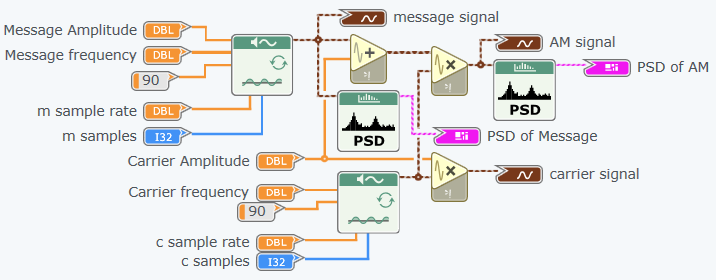 message signal
Message Amplitude DBL
AM signal
Message frequency DBL
PSD of AM
90
m sample rate DBL
PSD
m samples I32
PSD of Message
PSD
Carrier Amplitude DBL
carrier signal
Carrier frequency DBL
90
c sample rate DBL
c samples I32